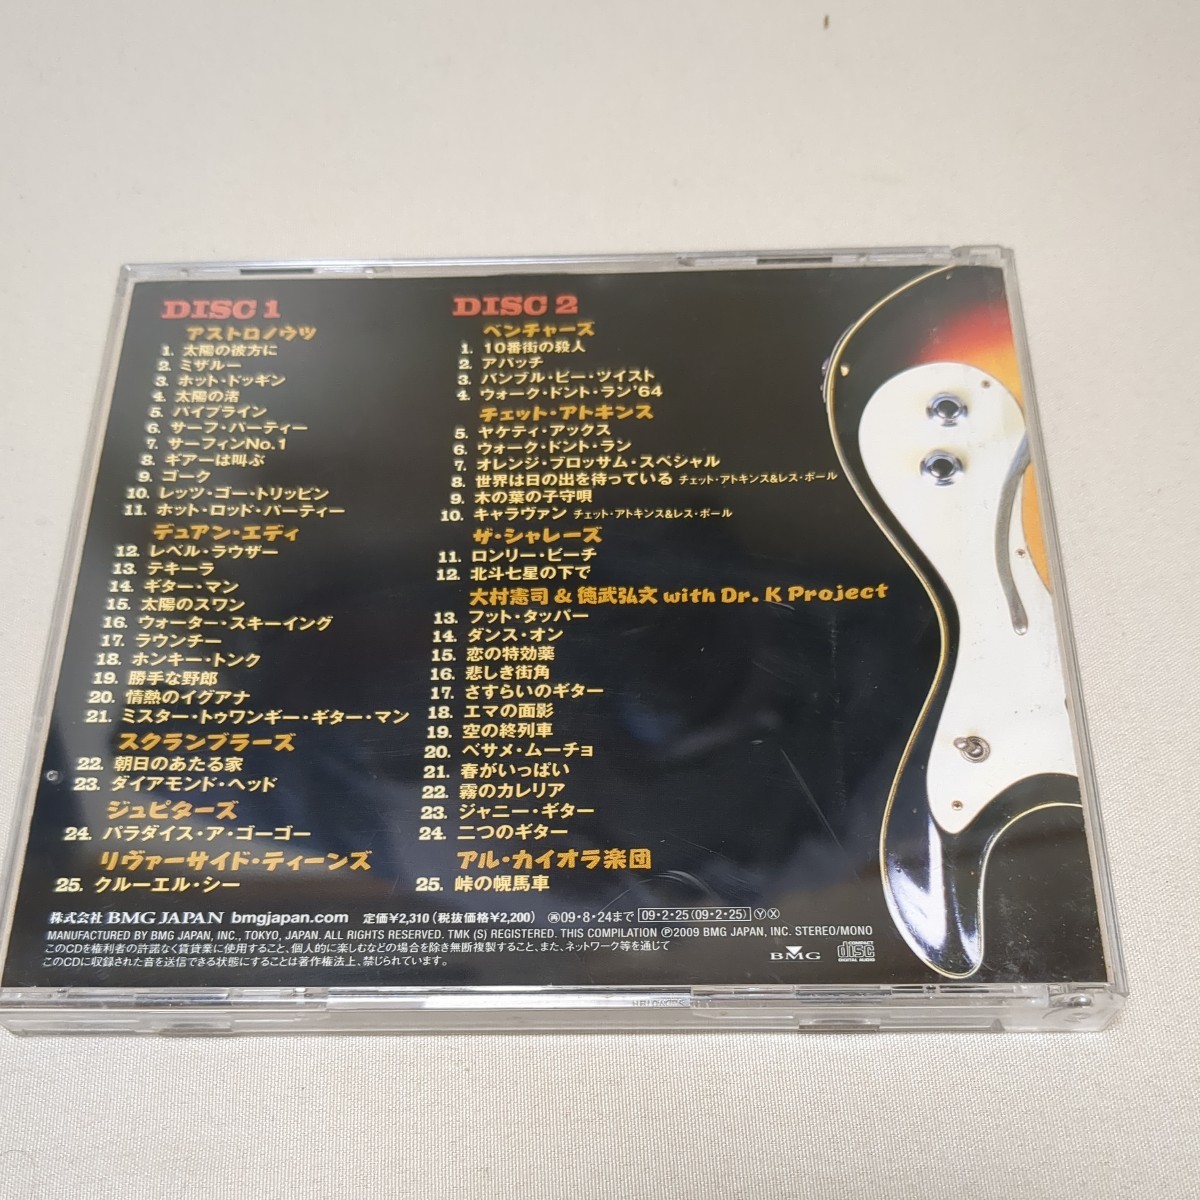 DISC 1
アストロノウツ
1. 太陽の彼方に
2. ミザルー
3. ホット・ドッギン
4. 太陽の渚
5. パイプライン
6. サーフ・パーティー
7. サーフィンNo.1
8. ギアーは叫ぶ
9. ゴーク
10. レッツ・ゴー・トリッピン
11. ホット・ロッド・パーティー
デュアン・エディ
12. レベル・ラウザー
13. テキーラ
14. ギター・マン
15. 太陽のスワン
16. ウォーター・スキーイング
17. ラウンチー
18. ホンキー・トンク
19. 勝手な野郎
20. 情熱のイグアナ
21. ミスター・トゥワンギー・ギター・マン
スクランブラーズ
22. 朝日のあたる家
23. ダイアモンド・ヘッド
ジュピターズ
24. パラダイス・ア・ゴーゴー
リヴァーサイド・ティーンズ
25. クルーエル・シー
DISC 2
ベンチャーズ
1. 10番街の殺人
2. アパッチ
3. バンブル・ビー・ツイスト
4. ウォーク・ドント・ラン'64
チェット・アトキンス
5. ヤケティ・アックス
6. ウォーク・ドント・ラン
7. オレンジ・ブロッサム・スペシャル
8. 世界は日の出を待っている チェット・アトキンス&レス・ポール
9. 木の葉の子守唄
10. キャラヴァン チェット・アトキンス&レス・ポール
ザ・シャレーズ
11. ロンリー・ビーチ
12. 北斗七星の下で
大村憲司 & 徳武弘文 with Dr. K Project
13. フット・タッパー
14. ダンス・オン
15. 恋の特効薬
16. 悲しき街角
17. さすらいのギター
18. エマの面影
19. 空の終列車
20. ベサメ・ムーチョ
21. 春がいっぱい
22. 霧のカレリア
23. ジャニー・ギター
24. 二つのギター
アル・カイオラ楽団
25. 峠の幌馬車
株式会社 BMG JAPAN bmgjapan.com 定価¥2,310 (税抜価格¥2,200) ㊢09・8・24まで 09・2・25(09・2・25) Ⓨ Ⓧ
MANUFACTURED BY BMG JAPAN, INC., TOKYO, JAPAN. ALL RIGHTS RESERVED. TMK (S) REGISTERED. THIS COMPILATION ℗2009 BMG JAPAN, INC. STEREO/MONO
このCDを権利者の許諾なく賃貸業に使用すること、個人的に楽しむなどの場合を除き無断複製すること、また、ネットワーク等を通じて
このCDに収録された音を送信できる状態にすることは著作権法上、禁じられています。
BMG
COMPACT disc DIGITAL AUDIO